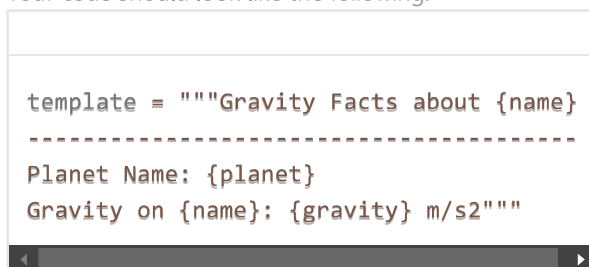 Your code should look like the following:
template = """Gravity Facts about {name}
----------------------------------------
Planet Name: {planet}
Gravity on {name}: {gravity} m/s2"""